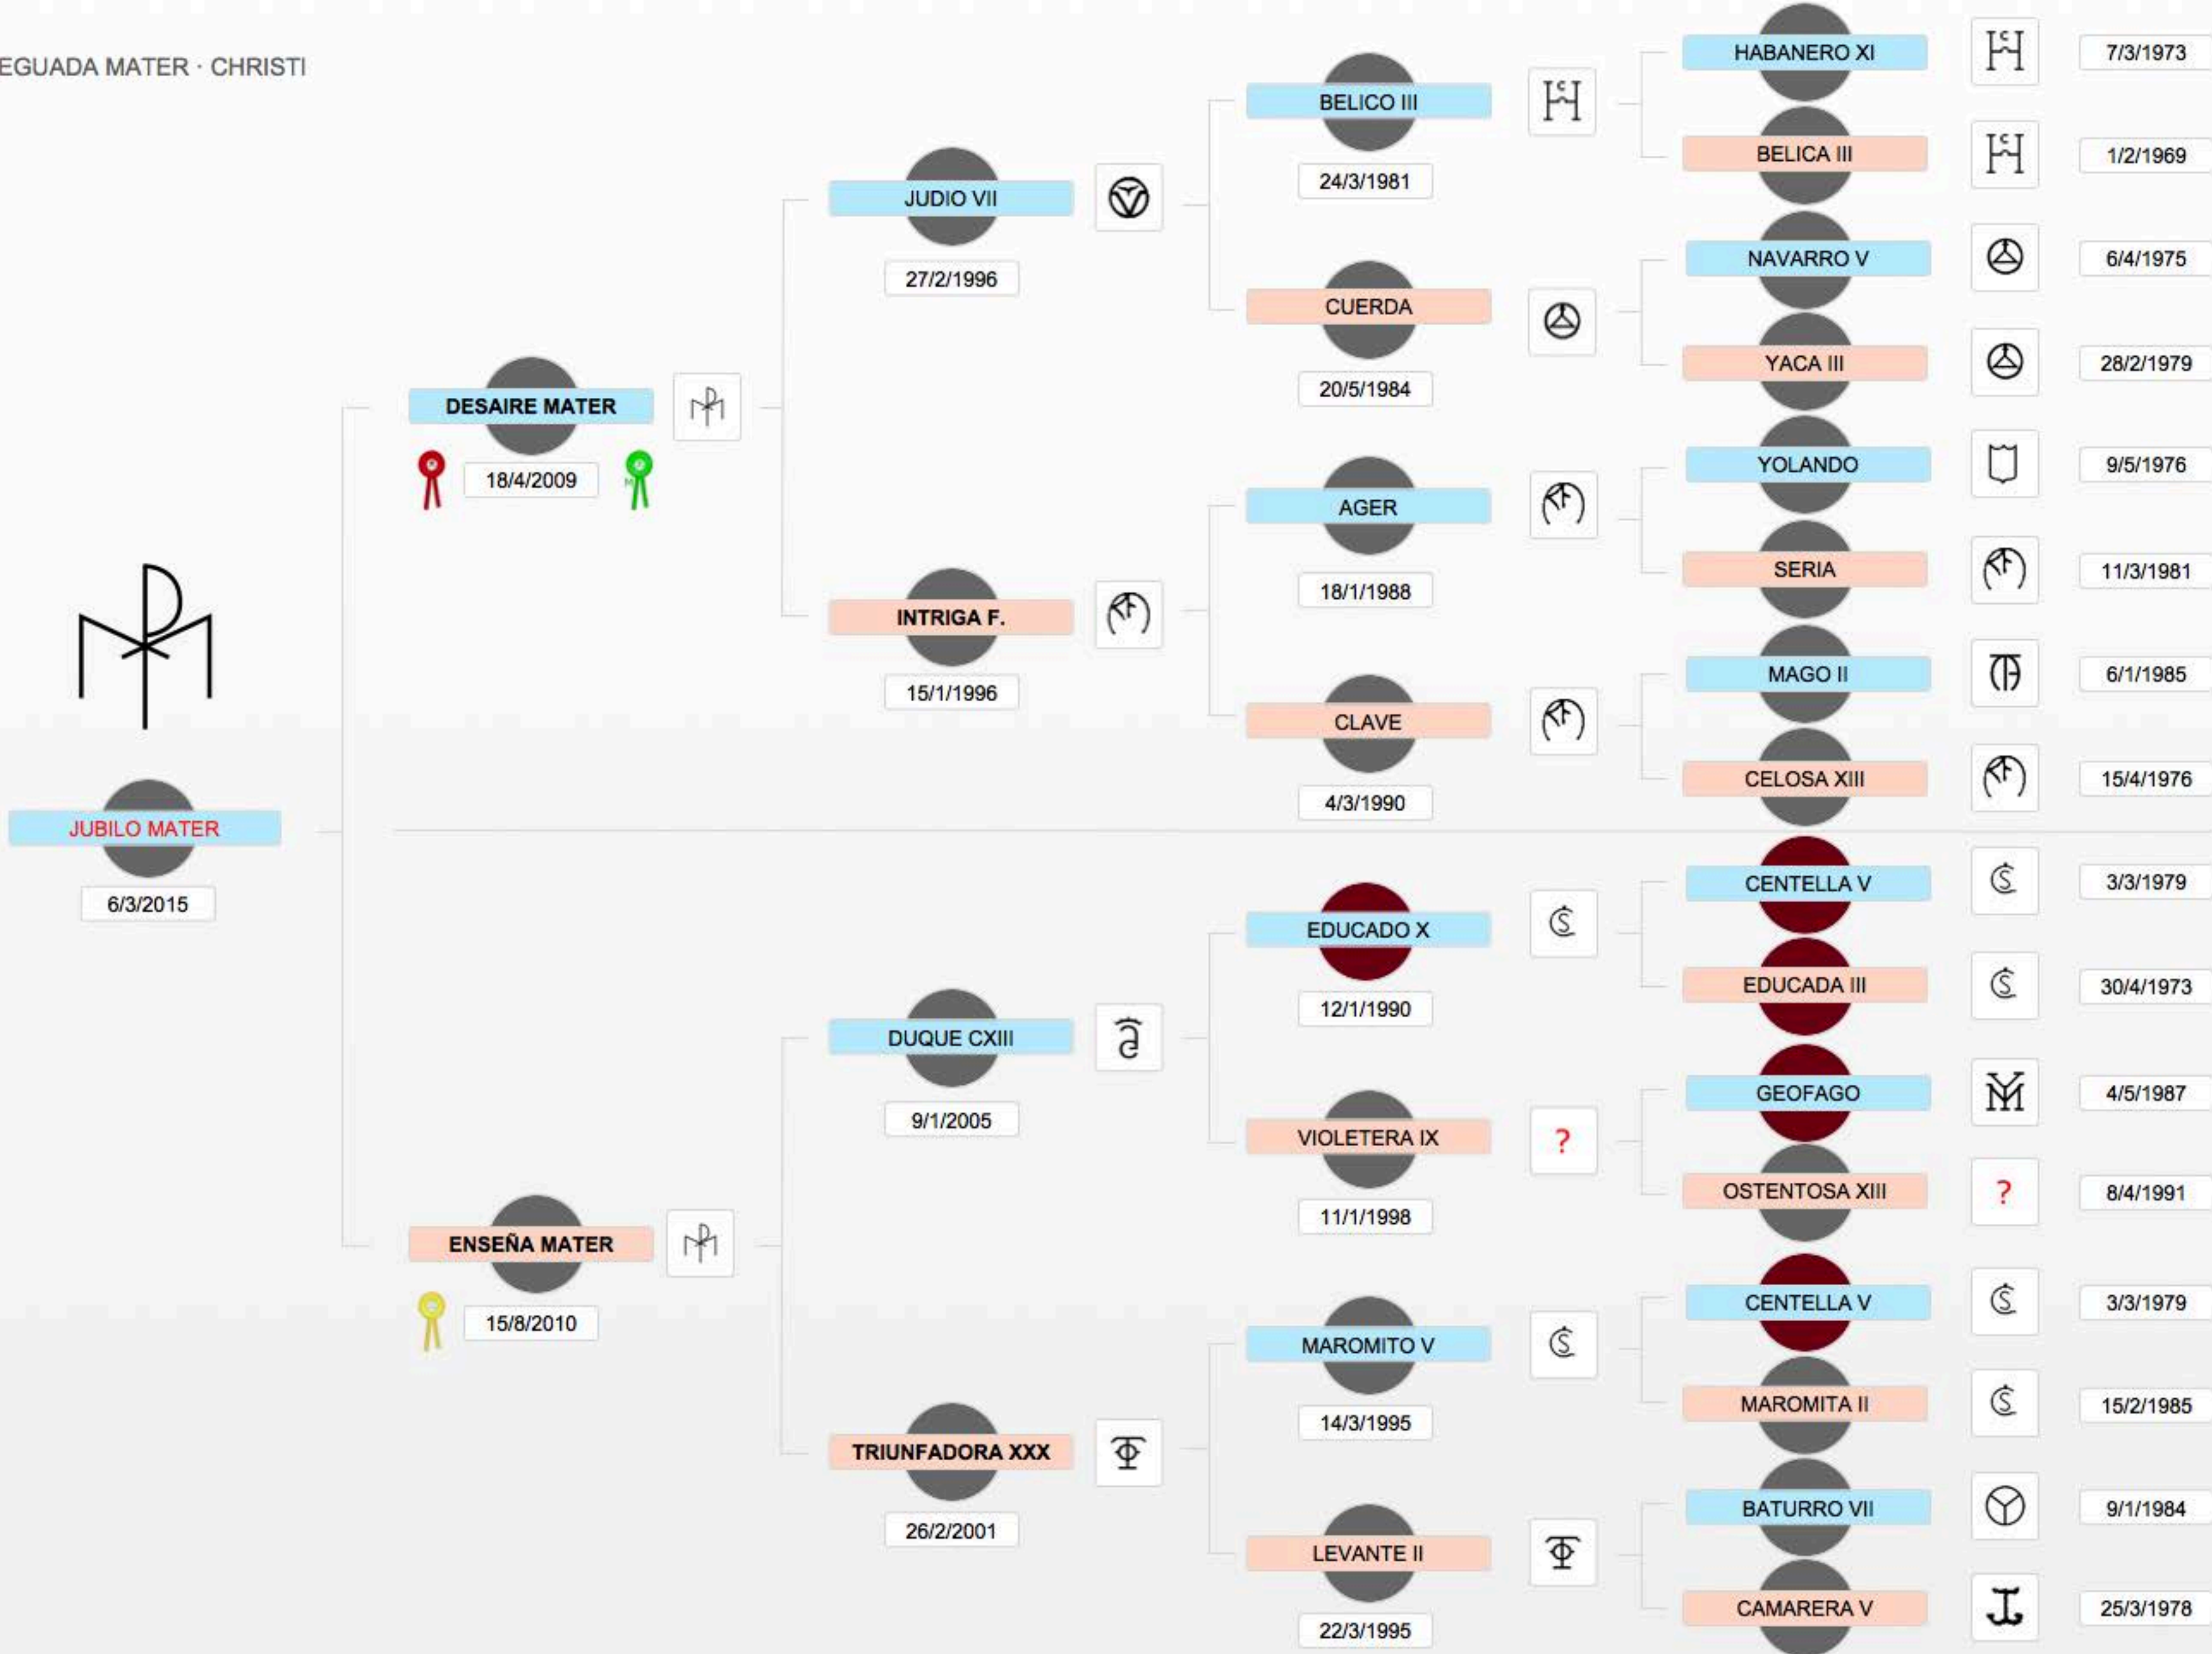 EGUADA MATER · CHRISTI
JUBILO MATER
6/3/2015
DESAIRE MATER
18/4/2009
ENSEÑA MATER
15/8/2010
JUDIO VII
27/2/1996
INTRIGA F.
15/1/1996
DUQUE CXIII
9/1/2005
TRIUNFADORA XXX
26/2/2001
BELICO III
24/3/1981
CUERDA
20/5/1984
AGER
18/1/1988
CLAVE
4/3/1990
EDUCADO X
12/1/1990
VIOLETERA IX
?
11/1/1998
MAROMITO V
14/3/1995
LEVANTE II
22/3/1995
HABANERO XI
7/3/1973
BELICA III
1/2/1969
NAVARRO V
6/4/1975
YACA III
28/2/1979
YOLANDO
9/5/1976
SERIA
11/3/1981
MAGO II
6/1/1985
CELOSA XIII
15/4/1976
CENTELLA V
3/3/1979
EDUCADA III
30/4/1973
GEOFAGO
4/5/1987
OSTENTOSA XIII
?
8/4/1991
CENTELLA V
3/3/1979
MAROMITA II
15/2/1985
BATURRO VII
9/1/1984
CAMARERA V
25/3/1978